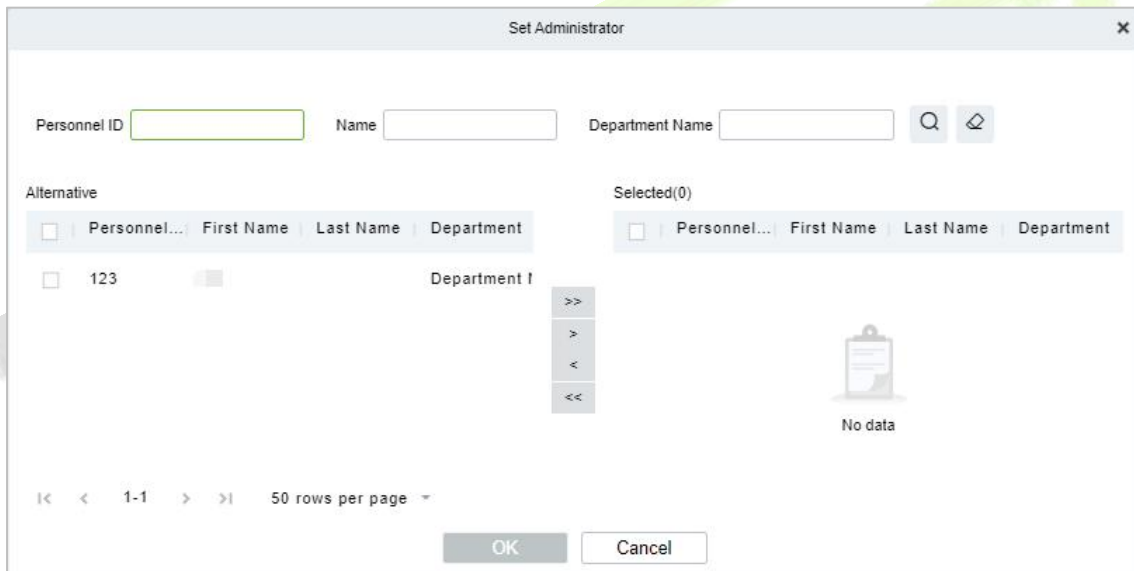 Set Administrator
Personnel ID Name Department Name
Alternative Selected(0)
Personnel... First Name Last Name Department Personnel... First Name Last Name Department
123 Department
>>
>
<
<<
No data
1-1 50 rows per page
OK Cancel